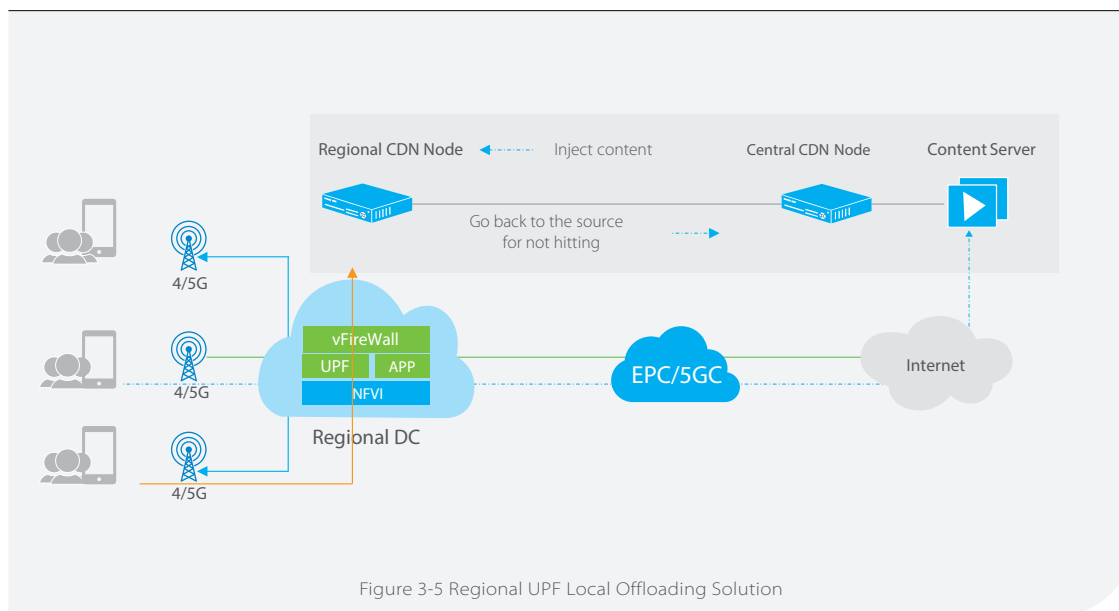 Regional CDN Node
Inject content
Central CDN Node
Content Server
Go back to the source
for not hitting
4/5G
vFireWall
UPF
APP
NFVI
4/5G
EPC/5GC
Internet
Regional DC
4/5G
Figure 3-5 Regional UPF Local Offloading Solution